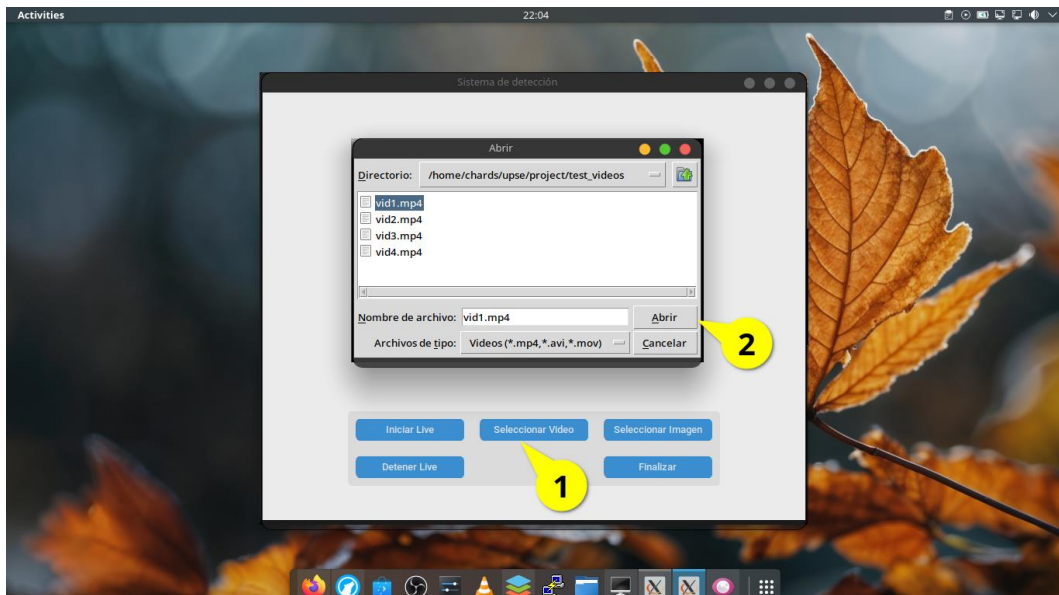 Activities 22:04
Sistema de detección
Abrir
Directorio: /home/chards/upse/project/test_videos
vid1.mp4
vid2.mp4
vid3.mp4
vid4.mp4
Nombre de archivo: vid1.mp4 Abrir
Archivos de tipo: Videos (*.mp4,*.avi,*.mov) Cancelar
2
Iniciar Live Seleccionar Video Seleccionar Imagen
Detener Live Finalizar
1